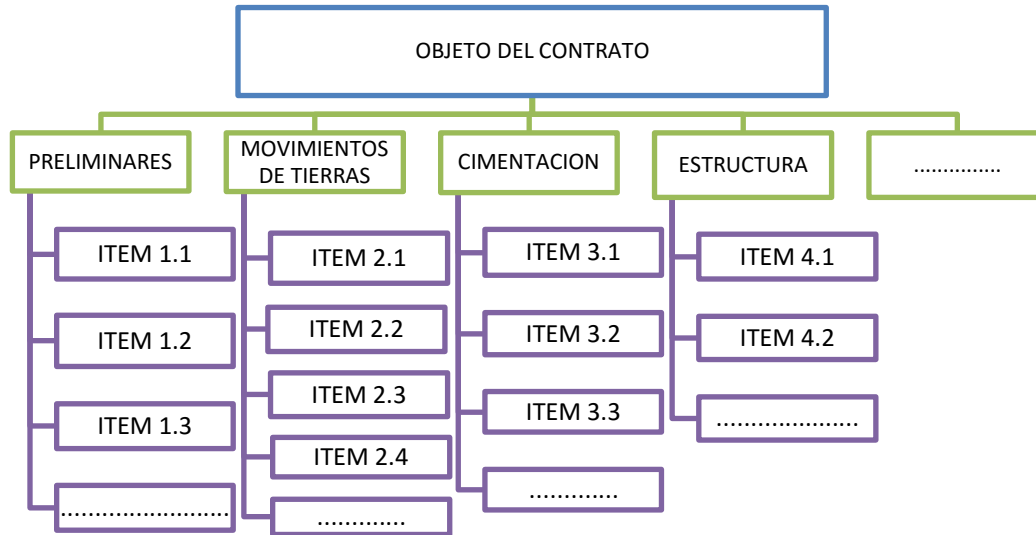 OBJETO DEL CONTRATO
PRELIMINARES
MOVIMIENTOS
DE TIERRAS
CIMENTACION
ESTRUCTURA
...............
ITEM 1.1
ITEM 1.2
ITEM 1.3
.........................
ITEM 2.1
ITEM 2.2
ITEM 2.3
ITEM 2.4
.............
ITEM 3.1
ITEM 3.2
ITEM 3.3
.............
ITEM 4.1
ITEM 4.2
.....................